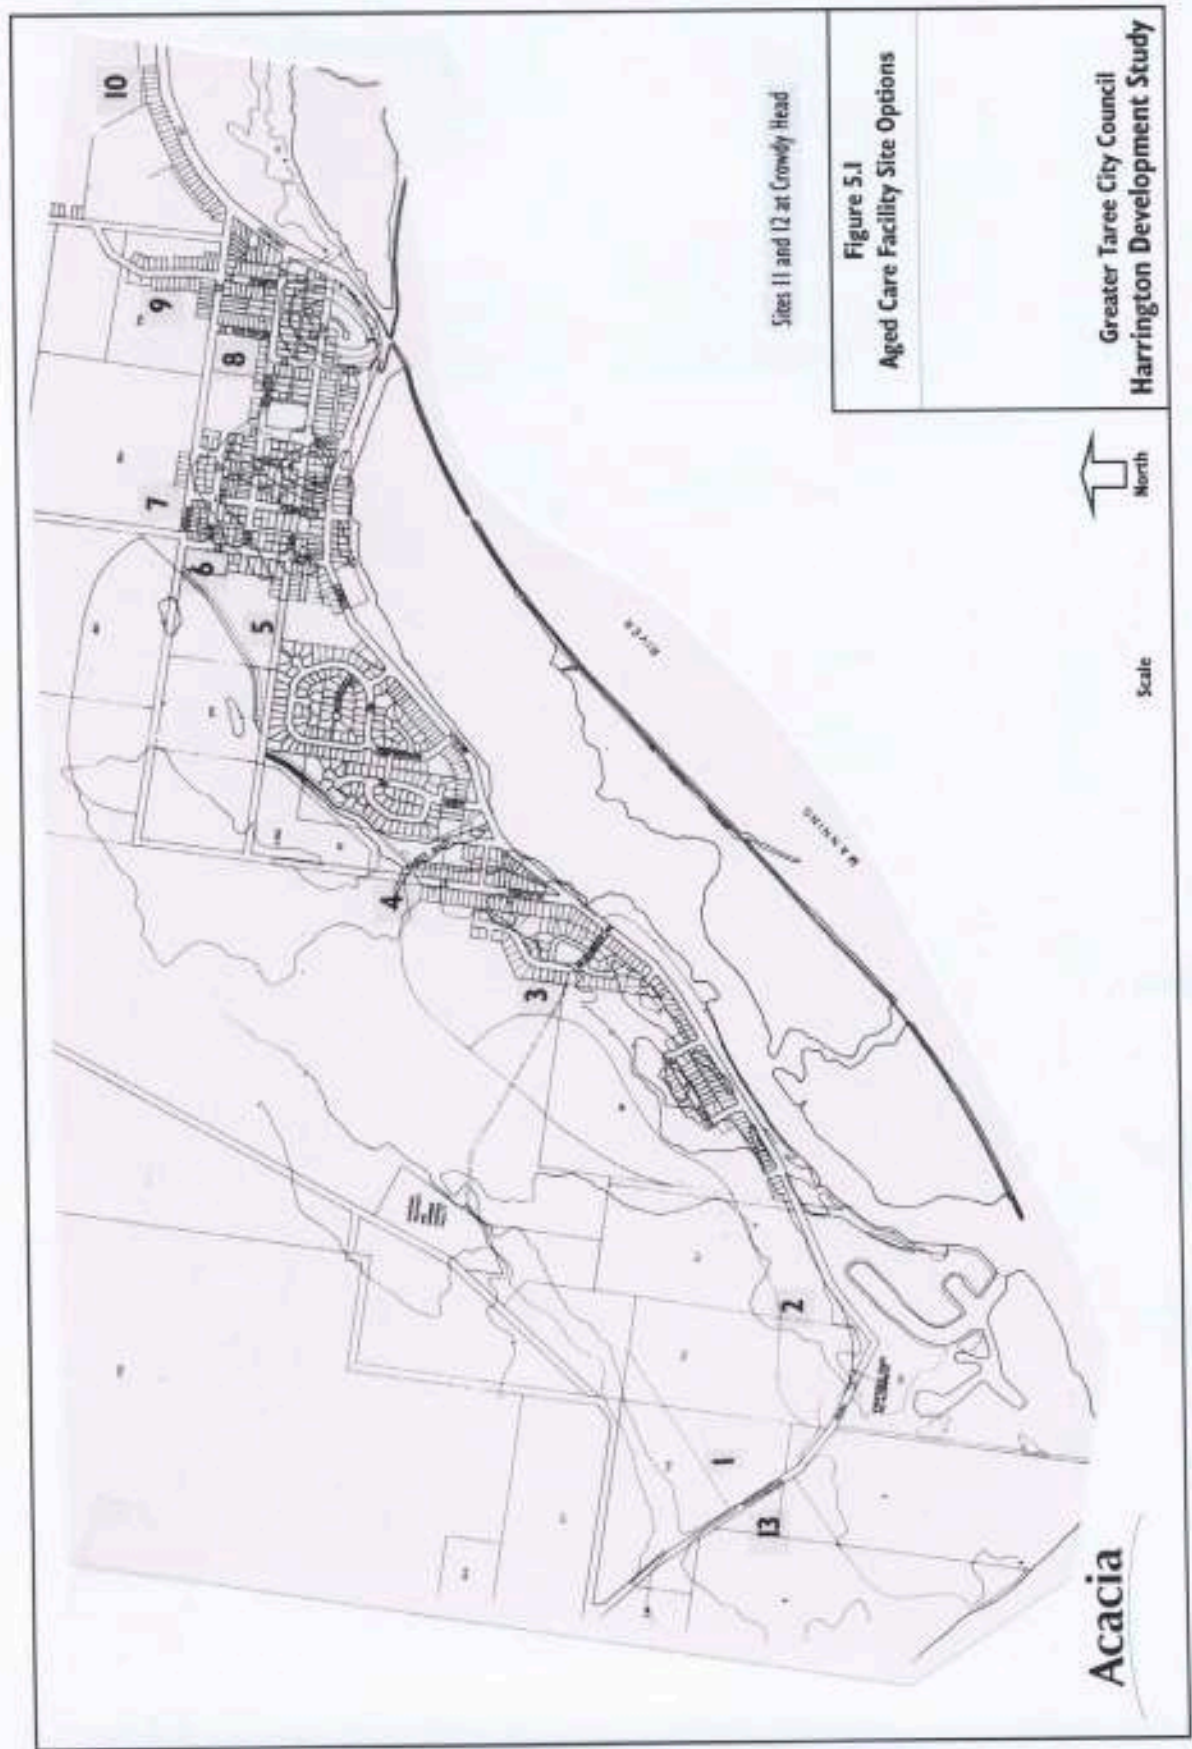 10
9
8
7
6
5
4
3
2
1
13
RIVER
MANNING
Sites 11 and 12 at Crowdy Head
Figure 5.1
Aged Care Facility Site Options
Greater Taree City Council
Harrington Development Study
North
Scale
Acacia